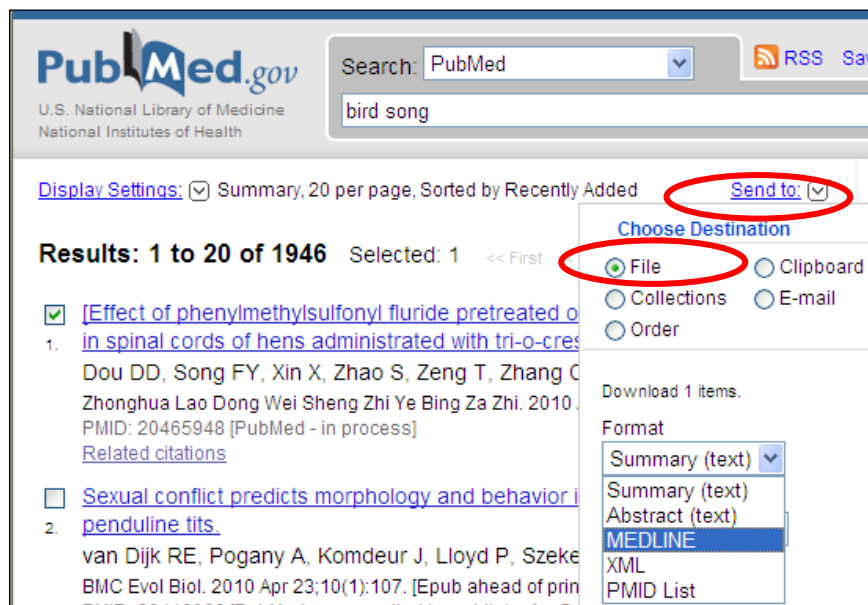 PubMed.gov
U.S. National Library of Medicine
National Institutes of Health
Search: PubMed
RSS
bird song
Display Settings: Summary, 20 per page, Sorted by Recently Added
Send to:
Results: 1 to 20 of 1946 Selected: 1 << First
1. [Effect of phenylmethylsulfonyl fluride pretreated
in spinal cords of hens administrated with
Dou DD, Song FY, Xin X, Zhao S, Zeng T, Zhang
Zhonghua Lao Dong Wei Sheng Zhi Ye Bing Za Zhi. 2010
PMID: 20465948 [PubMed - in process]
Related citations
2. Sexual conflict predicts morphology and behavior
penduline tits.
van Dijk RE, Pogany A, Komdeur J, Lloyd P,
BMC Evol Biol. 2010 Apr 23;10(1):107. [Epub ahead of
Choose Destination
File Clipboard
Collections E-mail
Order
Download 1 items.
Format
Summary (text)
Summary (text)
Abstract (text)
MEDLINE
XML
PMID List